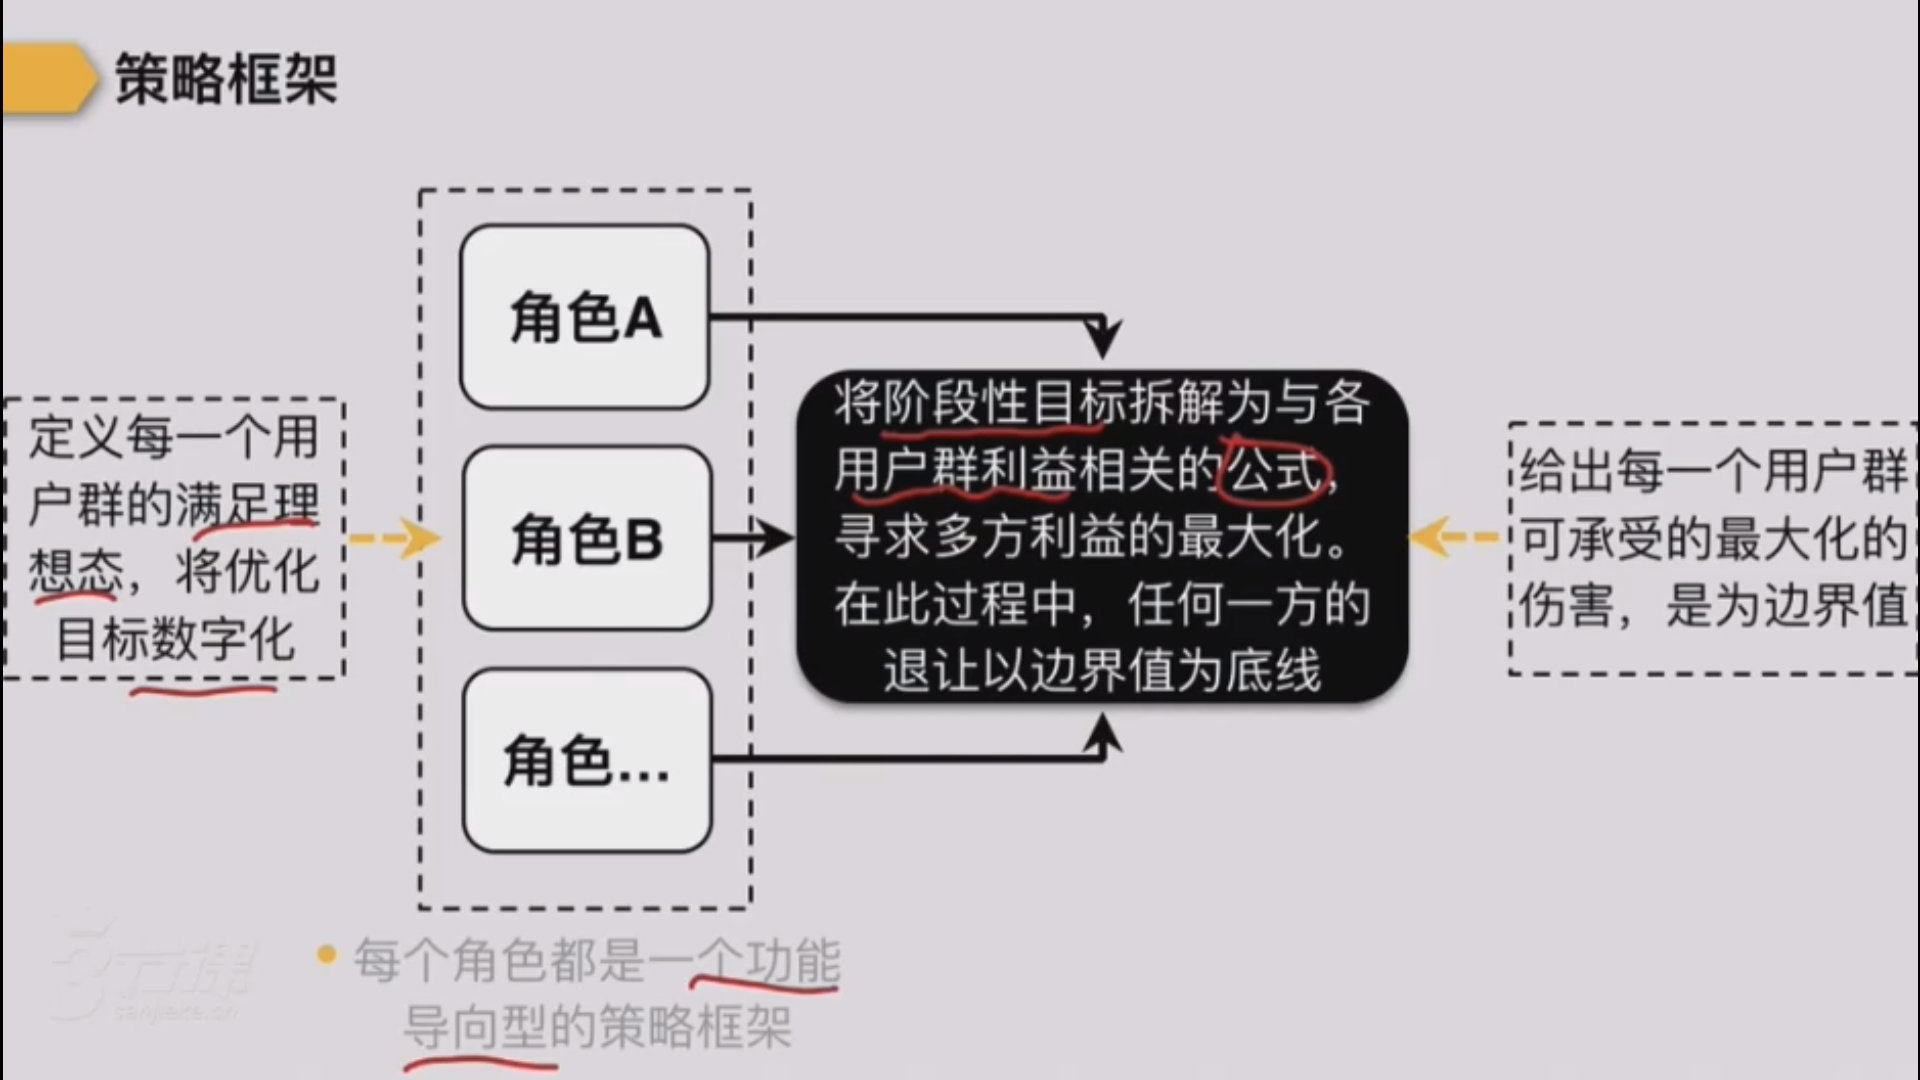 策略框架
定义每一个用
户群的满足理
想态，将优化
目标数字化
角色A
角色B
角色...
将阶段性目标拆解为与各
用户群利益相关的公式，
寻求多方利益的最大化。
在此过程中，任何一方的
退让以边界值为底线
给出每一个用户群
可承受的最大化的
伤害，是为边界值
每个角色都是一个功能
导向型的策略框架
3节课
sanjieke.cn